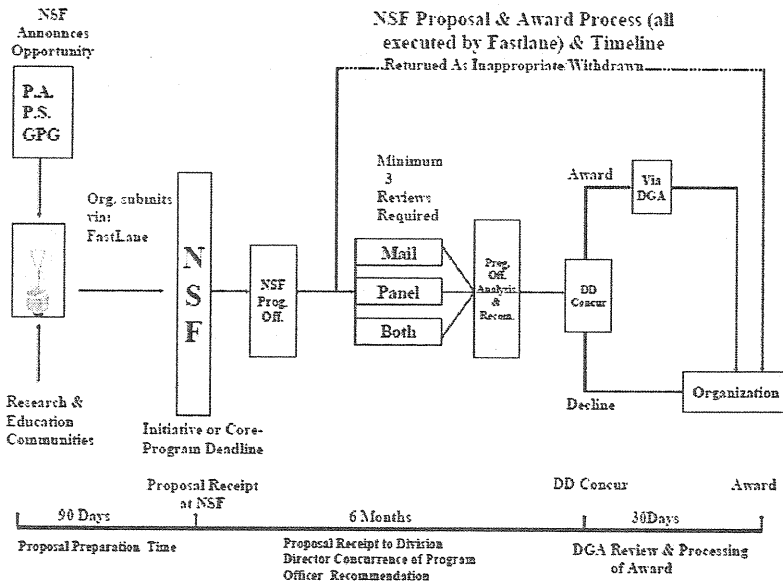 NSF
Announces
Opportunity
NSF Proposal & Award Process (all
executed by Fastlane) & Timeline
Returned As Inappropriate/Withdrawn
P.A.
P.S.
GPG
Org. submits
via:
FastLane
Minimum
3
Reviews
Required
Award
Via
DGA
N
S
F
NSF
Prog.
Off.
Mail
Panel
Both
Prog.
Off.
Analysis
&
Recom.
DD
Concur
Organization
Decline
Research &
Education
Communities
Initiative or Core-
Program Deadline
Proposal Receipt
at NSF
DD Concur
Award
90 Days
6 Months
30Days
Proposal Preparation Time
Proposal Receipt to Division
Director Concurrence of Program
Officer Recommendation
DGA Review & Processing
of Award